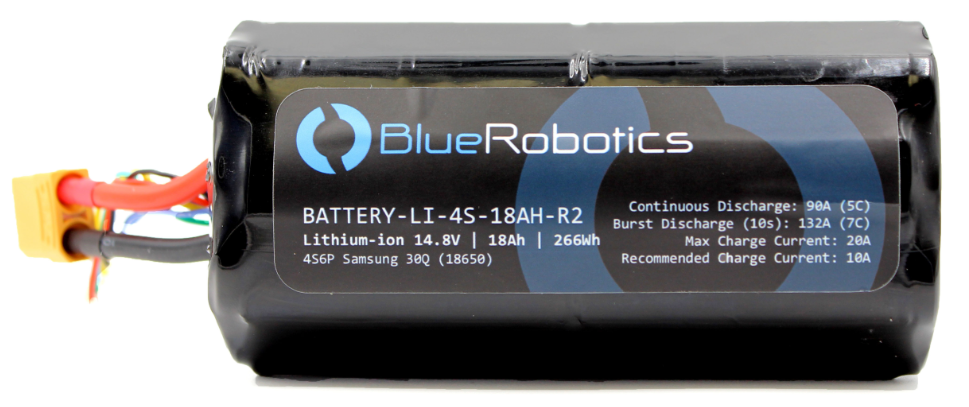 BlueRobotics
BATTERY-LI-4S-18AH-R2
Lithium-ion 14.8V | 18Ah | 266Wh
4S6P Samsung 30Q (18650)
Continuous Discharge: 90A (5C)
Burst Discharge (10s): 132A (7C)
Max Charge Current: 20A
Recommended Charge Current: 10A